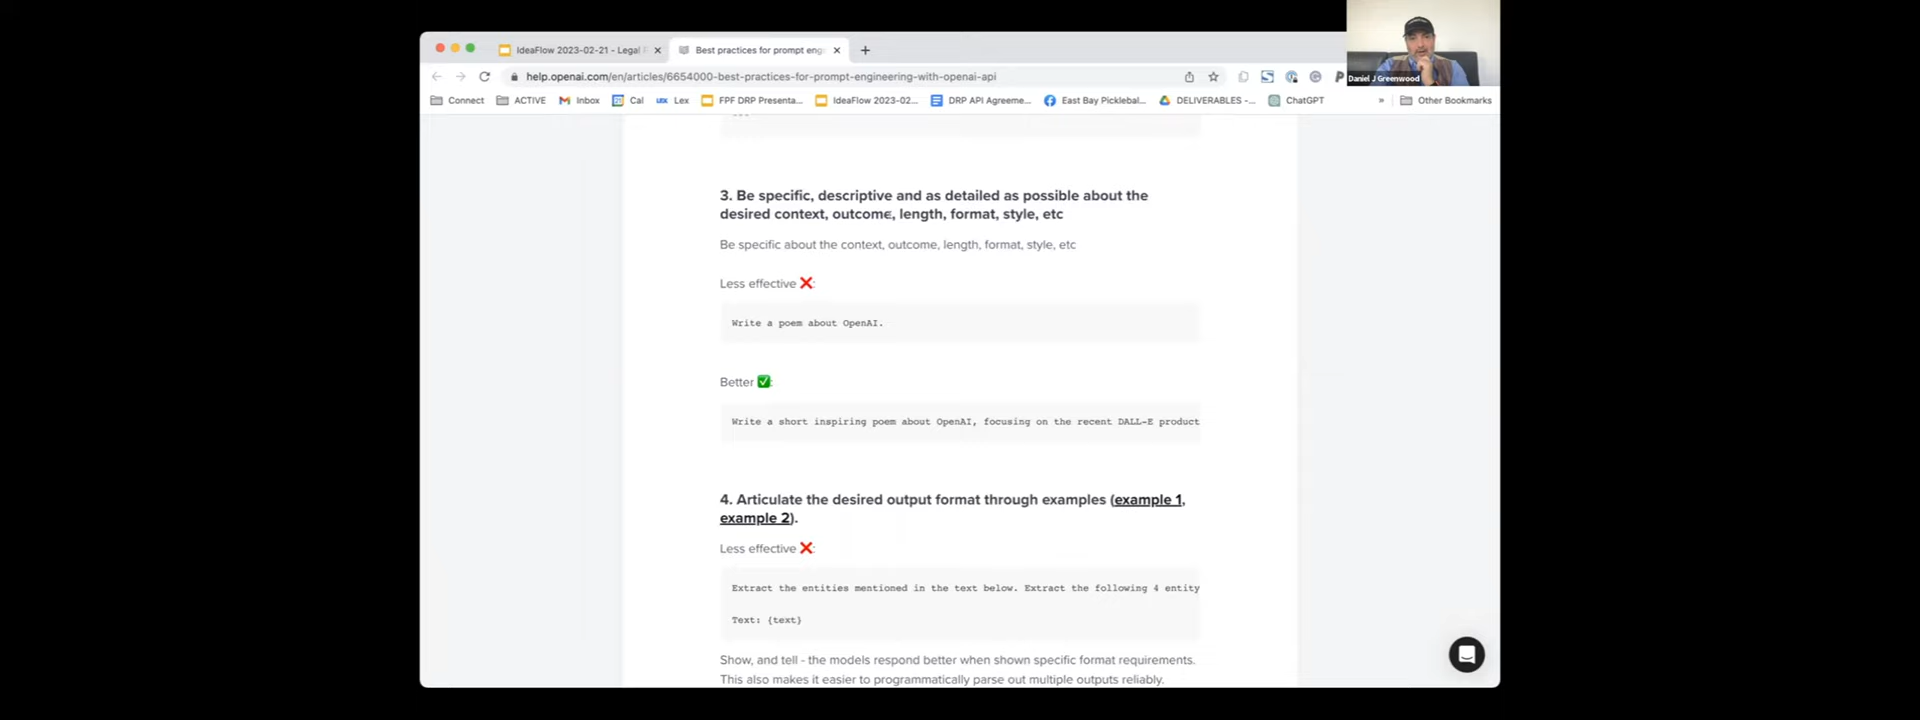 IdeaFlow 2023-02-21 - Legal
Best practices for prompt eng
help.openai.com/en/articles/6654000-best-practices-for-prompt-engineering-with-openai-api
Connect
ACTIVE
Inbox
Cal
LEX Lex
FPF DRP Presenta...
IdeaFlow 2023-02...
DRP API Agreeme...
East Bay Picklebal...
DELIVERABLES -...
ChatGPT
» Other Bookmarks
Daniel J Greenwood
3. Be specific, descriptive and as detailed as possible about the
desired context, outcome, length, format, style, etc
Be specific about the context, outcome, length, format, style, etc
Less effective ❌:
Write a poem about OpenAI.
Better ✅:
Write a short inspiring poem about OpenAI, focusing on the recent DALL-E product
4. Articulate the desired output format through examples (example 1,
example 2).
Less effective ❌:
Extract the entities mentioned in the text below. Extract the following 4 entity
Text: {text}
Show, and tell - the models respond better when shown specific format requirements.
This also makes it easier to programmatically parse out multiple outputs reliably.